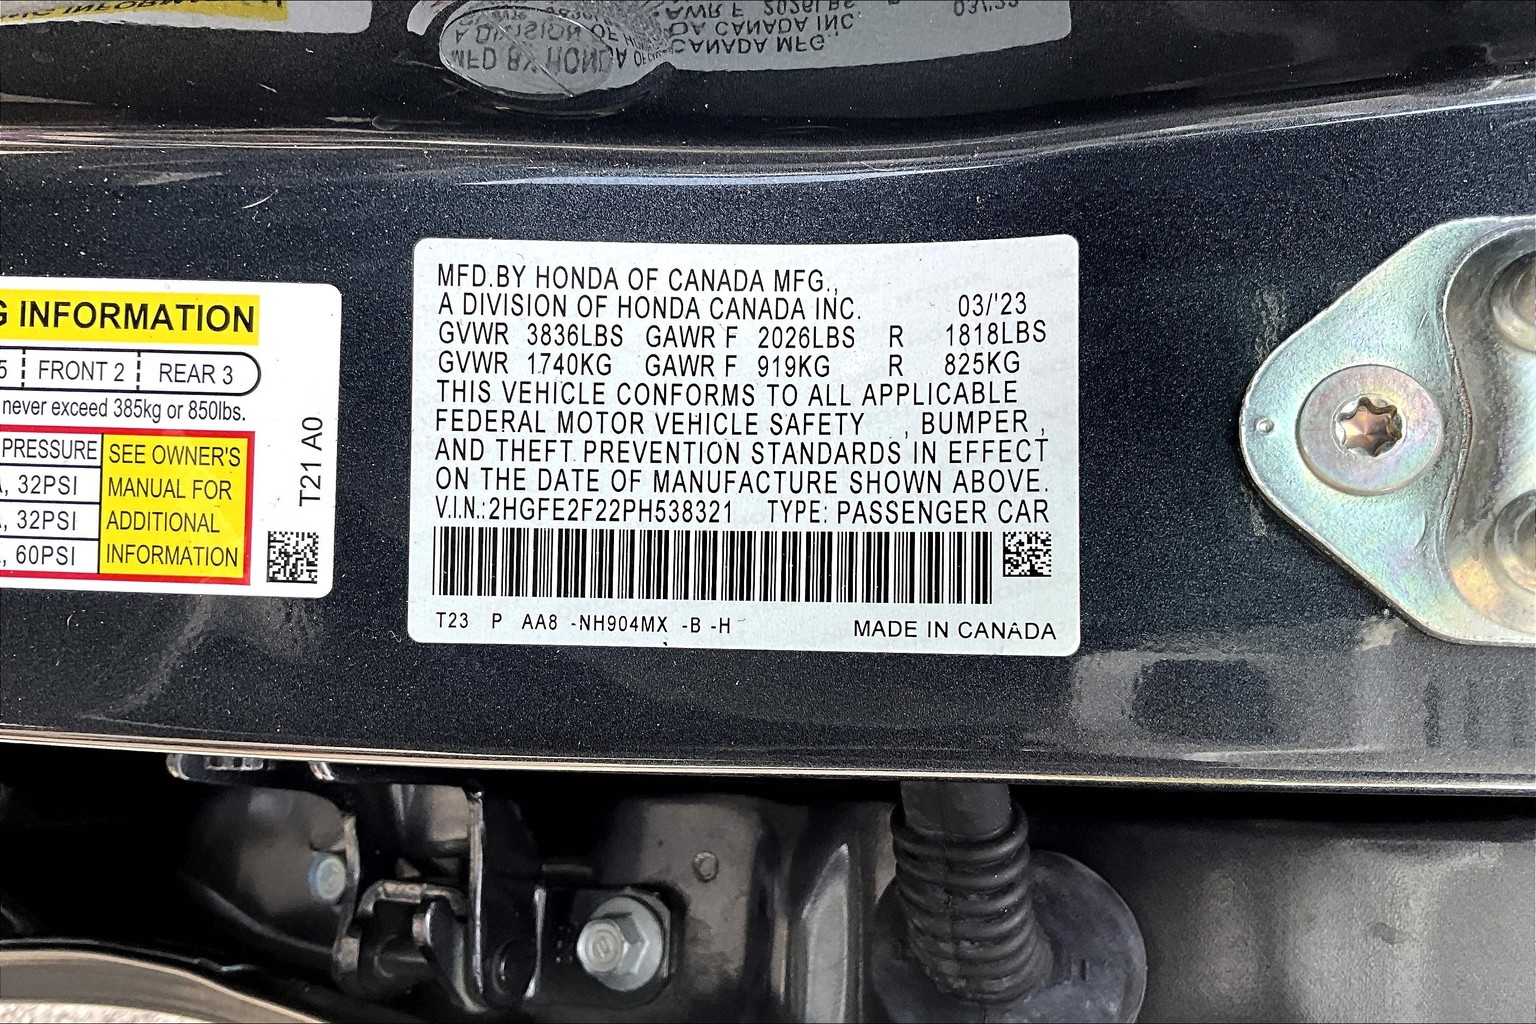 MFD. BY HONDA OF CANADA MFG.,
A DIVISION OF HONDA CANADA INC. 03/'23
GVWR 3836LBS GAWR F 2026LBS R 1818LBS
GVWR 1740KG GAWR F 919KG R 825KG
THIS VEHICLE CONFORMS TO ALL APPLICABLE
FEDERAL MOTOR VEHICLE SAFETY , BUMPER ,
AND THEFT PREVENTION STANDARDS IN EFFECT
ON THE DATE OF MANUFACTURE SHOWN ABOVE.
V.I.N.:2HGFE2F22PH538321 TYPE: PASSENGER CAR
T23 P AA8 -NH904MX -B -H MADE IN CANADA
G INFORMATION
5 FRONT 2 REAR 3
never exceed 385kg or 850lbs.
PRESSURE SEE OWNER'S
, 32PSI MANUAL FOR
, 32PSI ADDITIONAL
, 60PSI INFORMATION
T21 A0